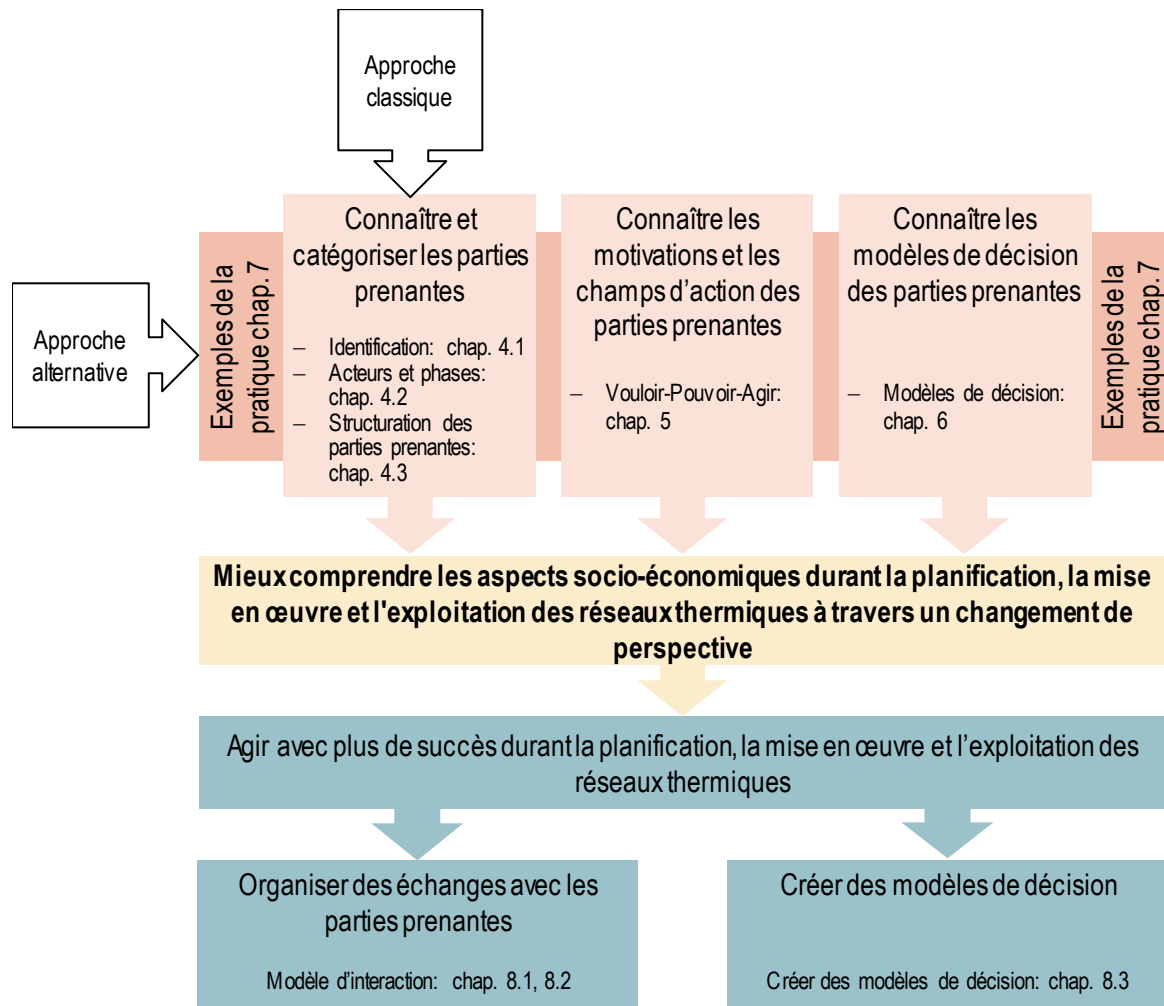 Approche
classique
Approche
alternative
Exemples de la
pratique chap. 7
Connaître et
catégoriser les parties
prenantes
– Identification: chap. 4.1
– Acteurs et phases:
chap. 4.2
– Structuration des
parties prenantes:
chap. 4.3
Connaître les
motivations et les
champs d'action des
parties prenantes
– Vouloir-Pouvoir-Agir:
chap. 5
Connaître les
modèles de décision
des parties prenantes
– Modèles de décision:
chap. 6
Exemples de la
pratique chap. 7
Mieux comprendre les aspects socio-économiques durant la planification, la mise
en œuvre et l'exploitation des réseaux thermiques à travers un changement de
perspective
Agir avec plus de succès durant la planification, la mise en œuvre et l’exploitation des
réseaux thermiques
Organiser des échanges avec les
parties prenantes
Modèle d’interaction: chap. 8.1, 8.2
Créer des modèles de décision
Créer des modèles de décision: chap. 8.3